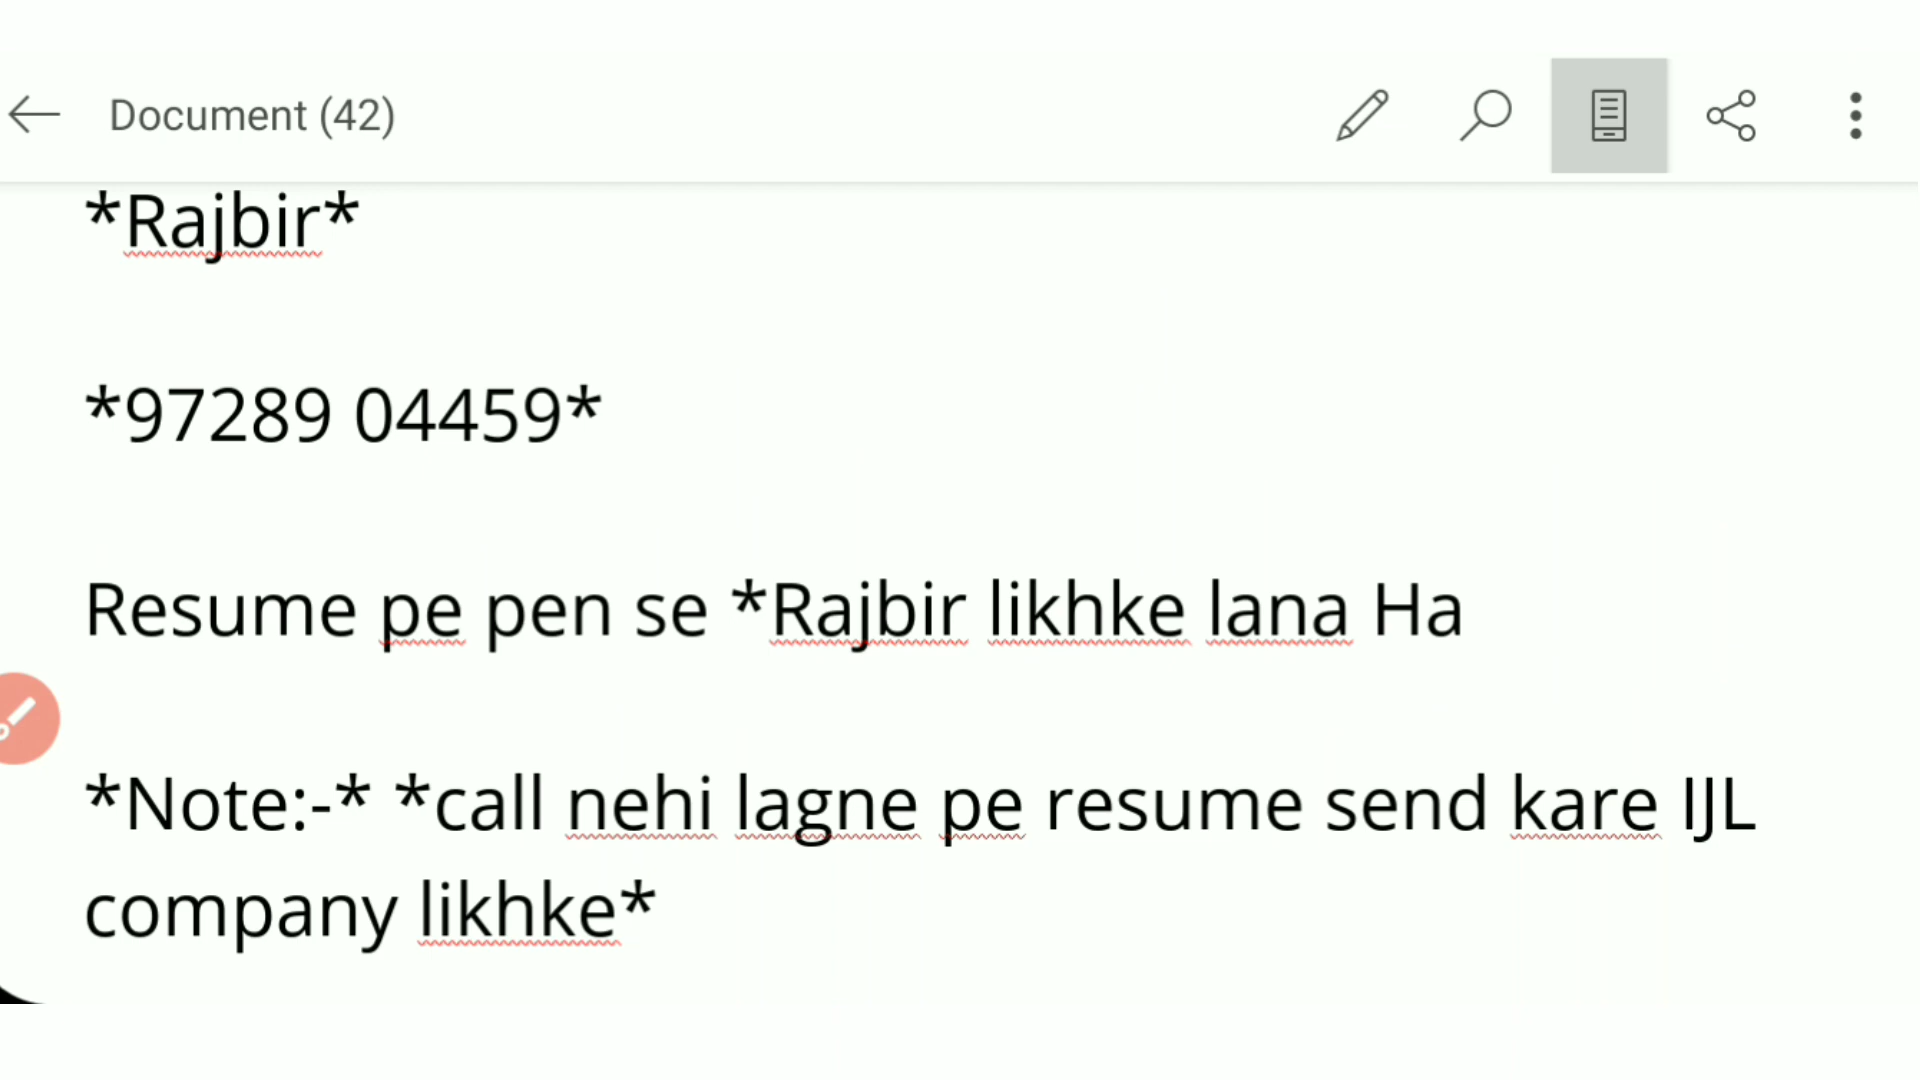 Document (42)
*Rajbir*
*97289 04459*
Resume pe pen se *Rajbir likhke lana Ha
*Note:-* *call nehi lagne pe resume send kare IJL
company likhke*